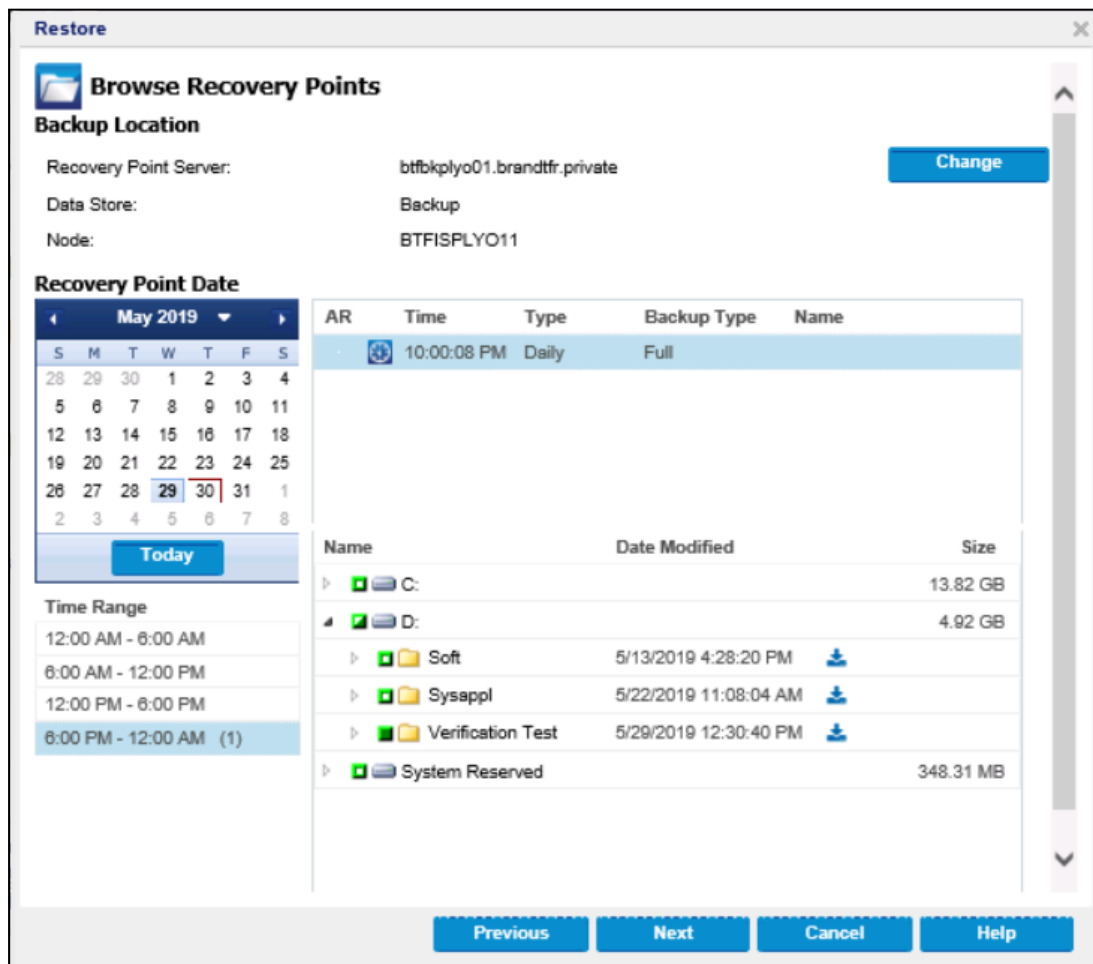 Restore
Browse Recovery Points
Backup Location
Recovery Point Server: btfbkplyo01.brandtfr.private Change
Data Store: Backup
Node: BTFISPLYO11
Recovery Point Date
May 2019
S M T W T F S
28 29 30 1 2 3 4
5 6 7 8 9 10 11
12 13 14 15 16 17 18
19 20 21 22 23 24 25
26 27 28 29 30 31 1
2 3 4 5 6 7 8
Today
Time Range
12:00 AM - 6:00 AM
6:00 AM - 12:00 PM
12:00 PM - 6:00 PM
6:00 PM - 12:00 AM (1)
AR Time Type Backup Type Name
10:00:08 PM Daily Full
Name Date Modified Size
C: 13.82 GB
D: 4.92 GB
Soft 5/13/2019 4:28:20 PM
Sysappl 5/22/2019 11:08:04 AM
Verification Test 5/29/2019 12:30:40 PM
System Reserved 348.31 MB
Previous Next Cancel Help